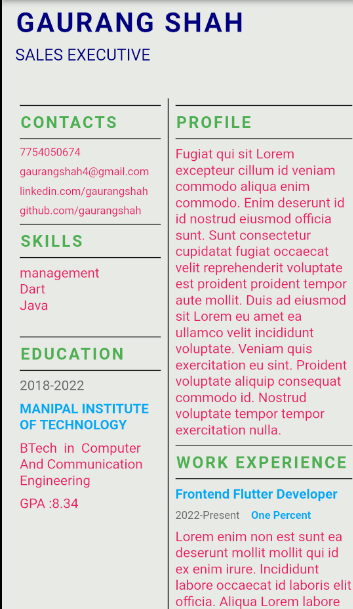 GAURANG SHAH
SALES EXECUTIVE
CONTACTS
7754050674
gaurangshah4@gmail.com
linkedin.com/gaurangshah
github.com/gaurangshah
SKILLS
management
Dart
Java
EDUCATION
2018-2022
MANIPAL INSTITUTE
OF TECHNOLOGY
BTech in Computer
And Communication
Engineering
GPA :8.34
PROFILE
Fugiat qui sit Lorem
excepteur cillum id veniam
commodo aliqua enim
commodo. Enim deserunt id
id nostrud eiusmod officia
sunt. Sunt consectetur
cupidatat fugiat occaecat
velit reprehenderit voluptate
est proident proident tempor
aute mollit. Duis ad eiusmod
sit Lorem eu amet ea
ullamco velit incididunt
voluptate. Veniam quis
exercitation eu sint. Proident
voluptate aliquip consequat
commodo id. Nostrud
voluptate tempor tempor
exercitation nulla.
WORK EXPERIENCE
Frontend Flutter Developer
2022-Present One Percent
Lorem enim non est sunt ea
deserunt mollit mollit qui id
ex enim irure. Incididunt
labore occaecat id laboris elit
officia. Aliqua Lorem labore